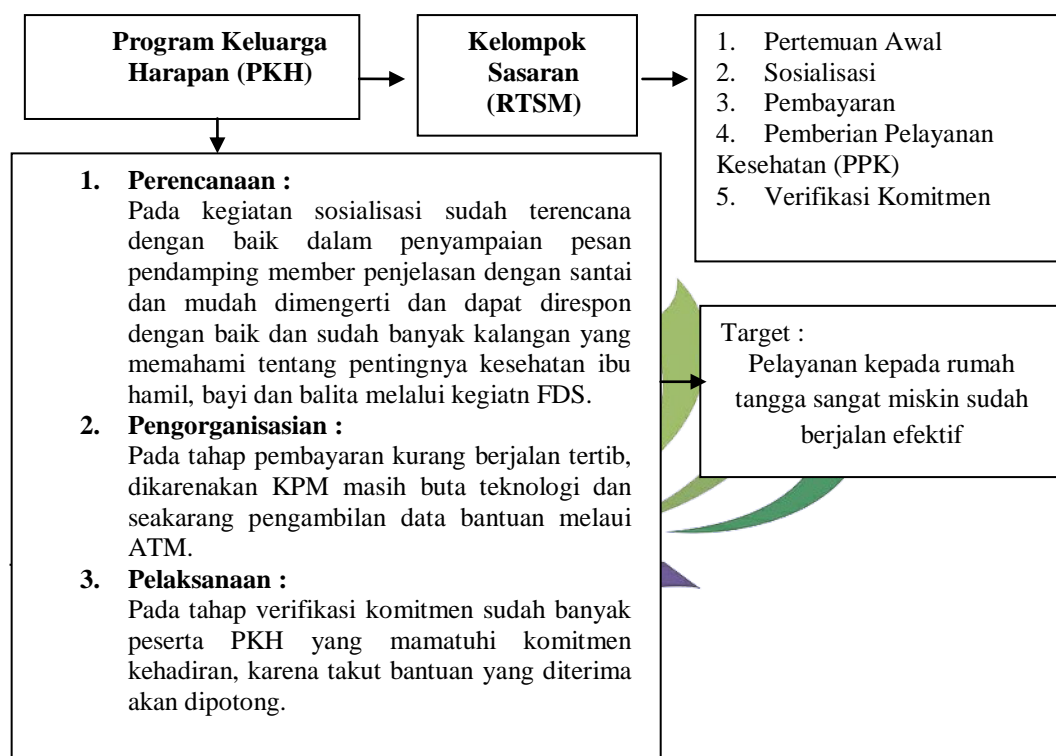 Program Keluarga
Harapan (PKH)
Kelompok
Sasaran
(RTSM)
1. Pertemuan Awal
2. Sosialisasi
3. Pembayaran
4. Pemberian Pelayanan
Kesehatan (PPK)
5. Verifikasi Komitmen
1. Perencanaan :
Pada kegiatan sosialisasi sudah terencana
dengan baik dalam penyampaian pesan
pendamping member penjelasan dengan santai
dan mudah dimengerti dan dapat direspon
dengan baik dan sudah banyak kalangan yang
memahami tentang pentingnya kesehatan ibu
hamil, bayi dan balita melalui kegiatn FDS.
2. Pengorganisasian :
Pada tahap pembayaran kurang berjalan tertib,
dikarenakan KPM masih buta teknologi dan
seakarang pengambilan data bantuan melaui
ATM.
3. Pelaksanaan :
Pada tahap verifikasi komitmen sudah banyak
peserta PKH yang mamatuhi komitmen
kehadiran, karena takut bantuan yang diterima
akan dipotong.
Target :
Pelayanan kepada rumah
tangga sangat miskin sudah
berjalan efektif